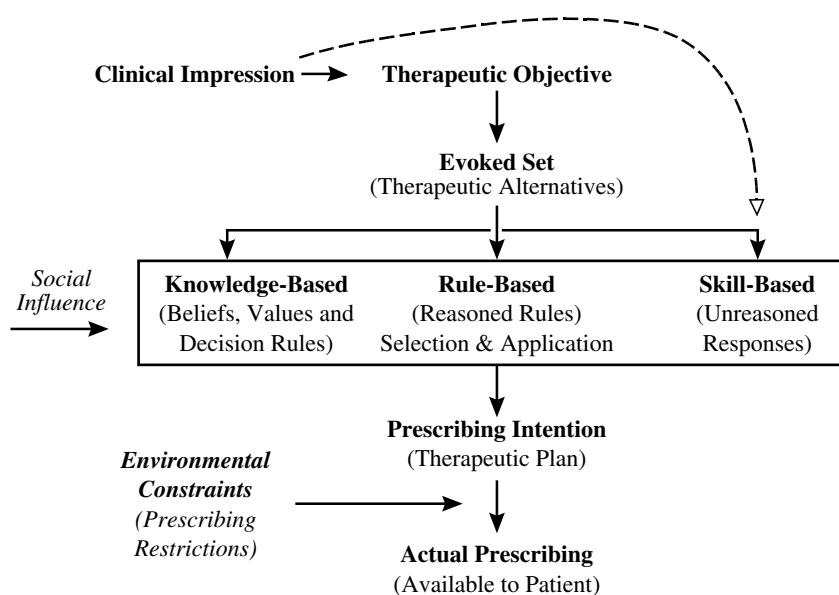 Clinical Impression
Therapeutic Objective
Evoked Set
(Therapeutic Alternatives)
Social
Influence
Knowledge-Based
(Beliefs, Values and
Decision Rules)
Rule-Based
(Reasoned Rules)
Selection & Application
Skill-Based
(Unreasoned
Responses)
Prescribing Intention
(Therapeutic Plan)
Environmental
Constraints
(Prescribing
Restrictions)
Actual Prescribing
(Available to Patient)